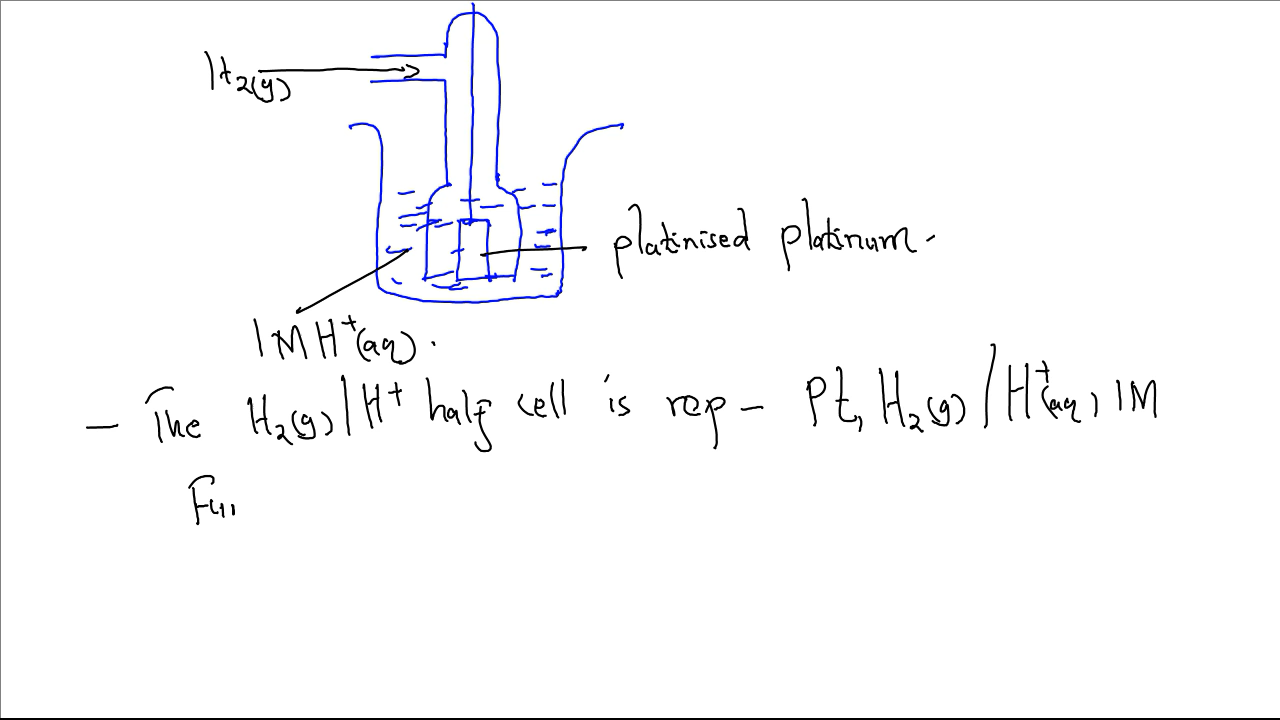 H₂(g)
platinised platinum.
1M H⁺(aq).
- The H₂(g)/H⁺ half cell is rep - Pt, H₂(g)/H⁺(aq), 1M